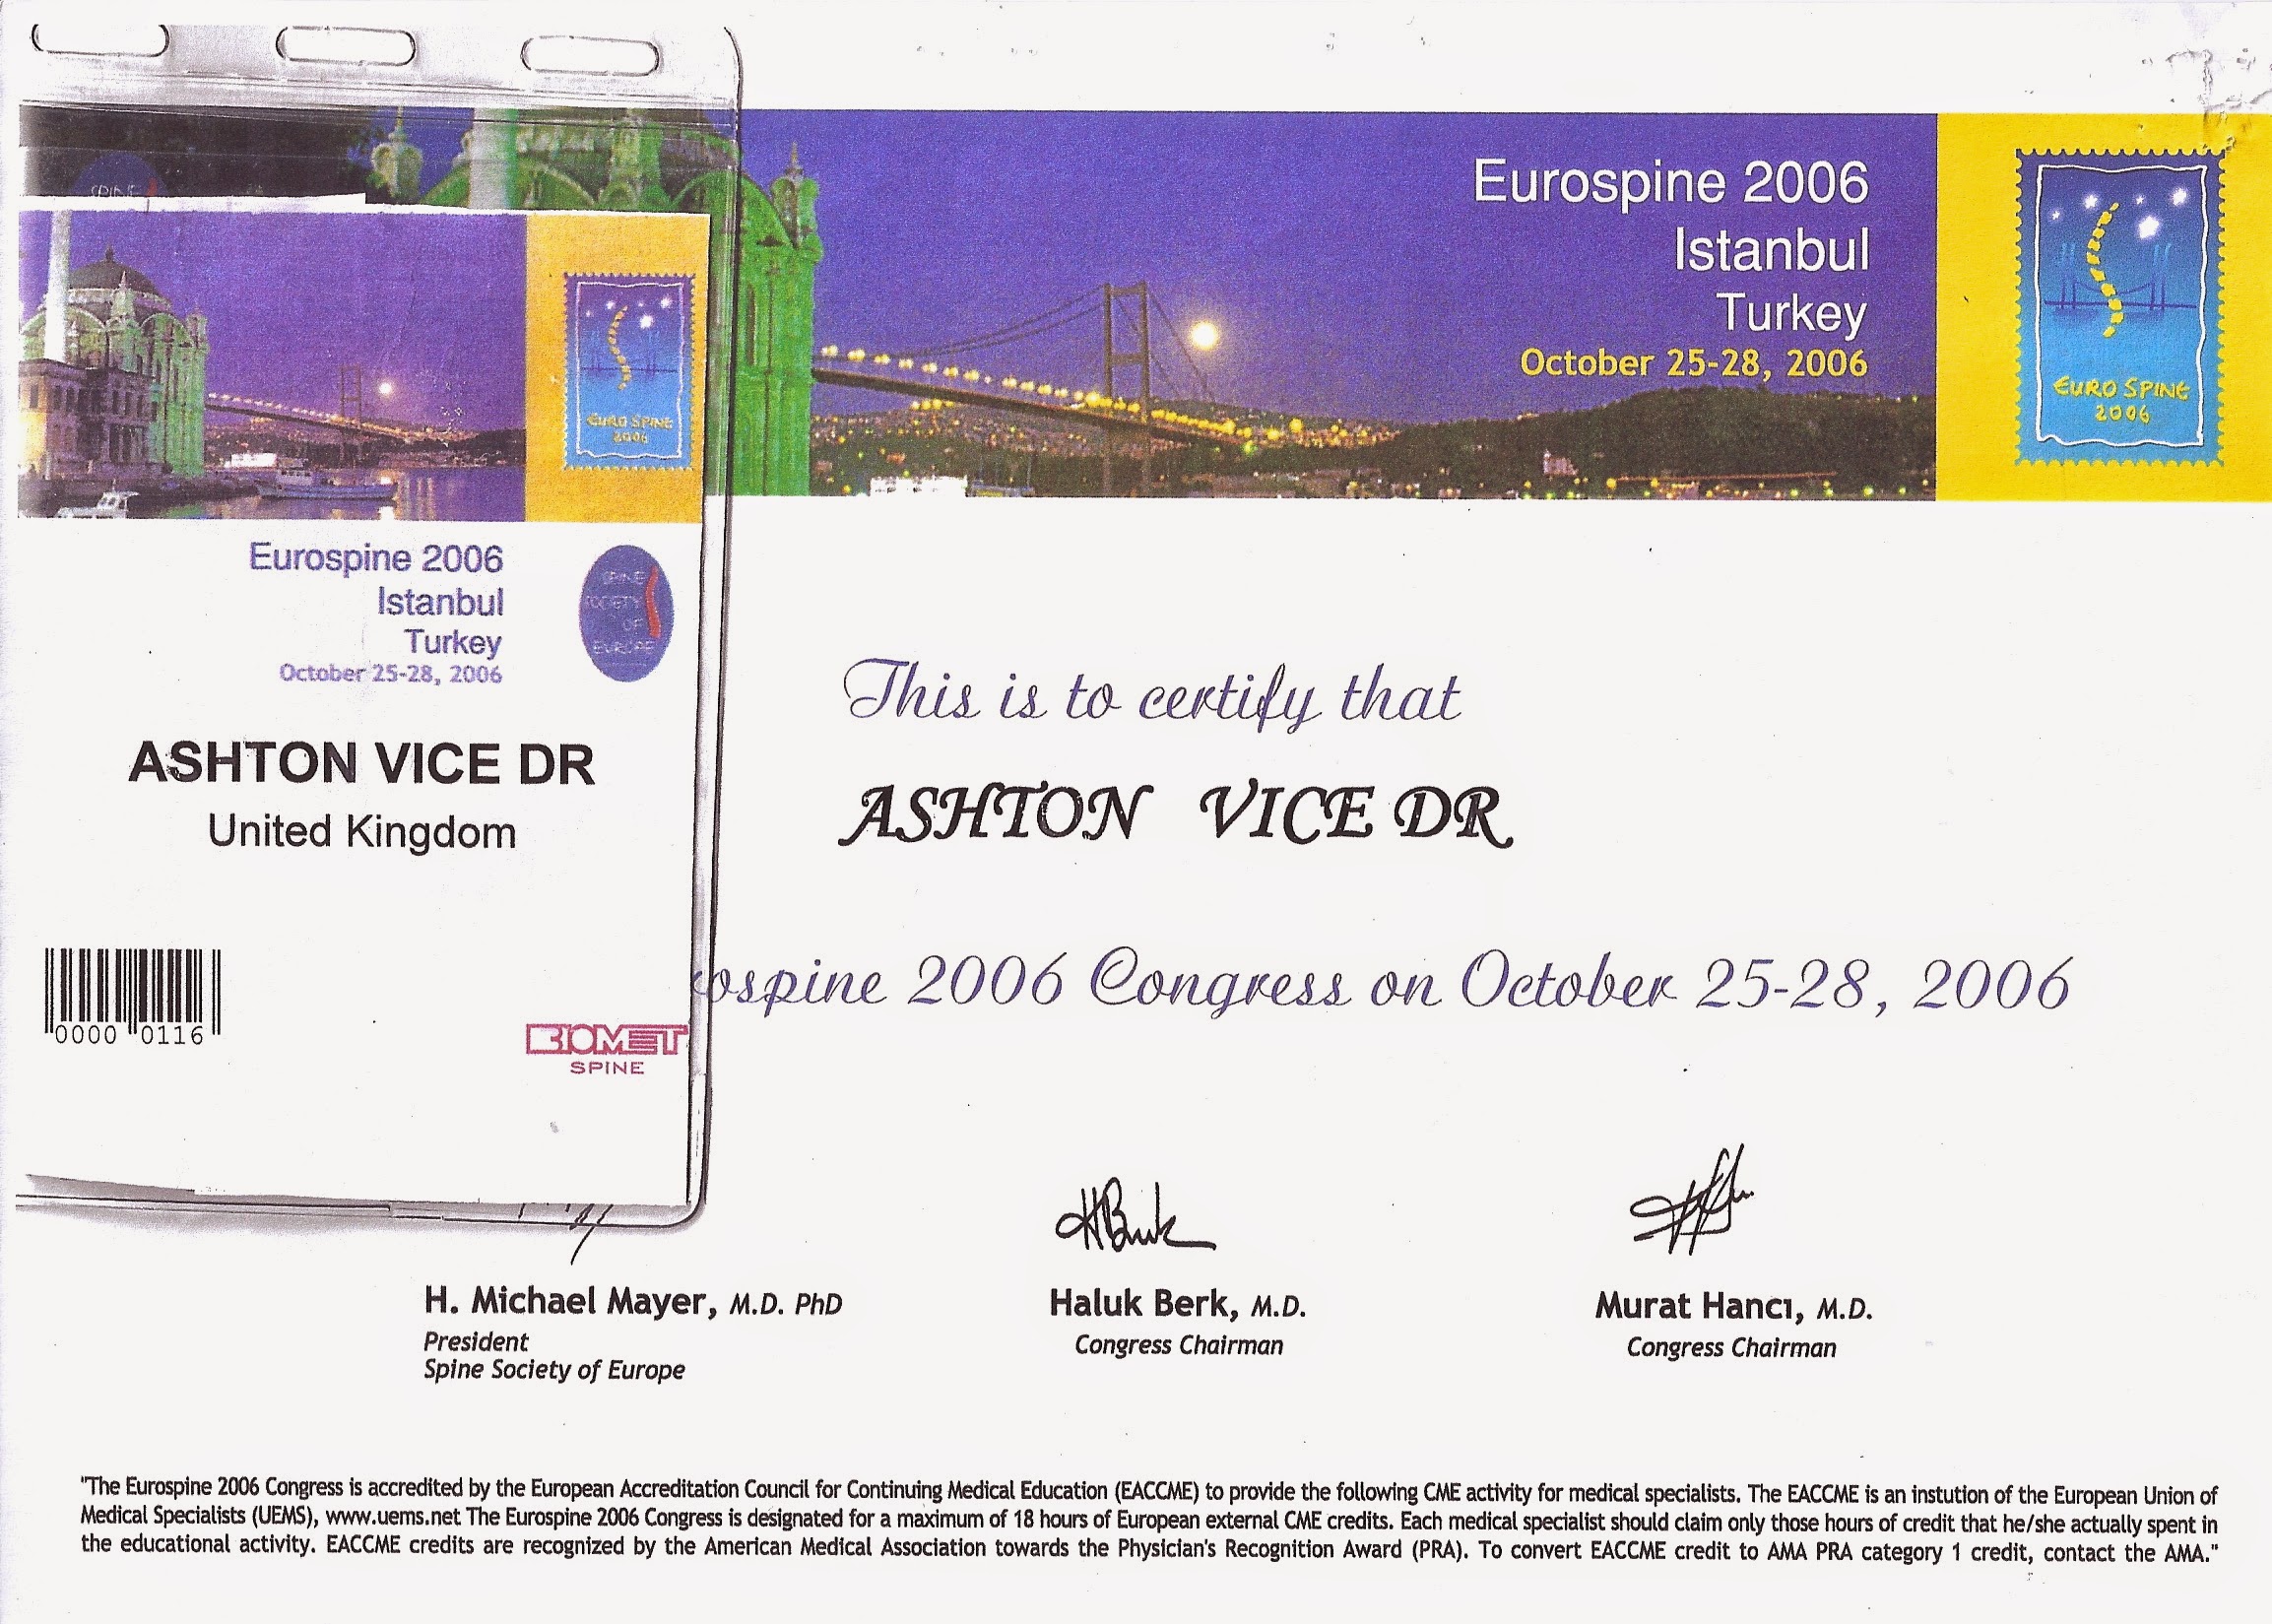 SPINE
Eurospine 2006
Istanbul
Turkey
October 25-28, 2006
EURO SPINE
2006
EURO SPINE
2006
Eurospine 2006
Istanbul
Turkey
October 25-28, 2006
SPINE
SOCIETY
OF
EUROPE
ASHTON VICE DR
United Kingdom
0000 0116
BIOMET
SPINE
This is to certify that
ASHTON VICE DR
ospine 2006 Congress on October 25-28, 2006
HBerk
H. Michael Mayer, M.D. PhD
President
Spine Society of Europe
Haluk Berk, M.D.
Congress Chairman
Murat Hancı, M.D.
Congress Chairman
"The Eurospine 2006 Congress is accredited by the European Accreditation Council for Continuing Medical Education (EACCME) to provide the following CME activity for medical specialists. The EACCME is an instution of the European Union of
Medical Specialists (UEMS), www.uems.net The Eurospine 2006 Congress is designated for a maximum of 18 hours of European external CME credits. Each medical specialist should claim only those hours of credit that he/she actually spent in
the educational activity. EACCME credits are recognized by the American Medical Association towards the Physician's Recognition Award (PRA). To convert EACCME credit to AMA PRA category 1 credit, contact the AMA."